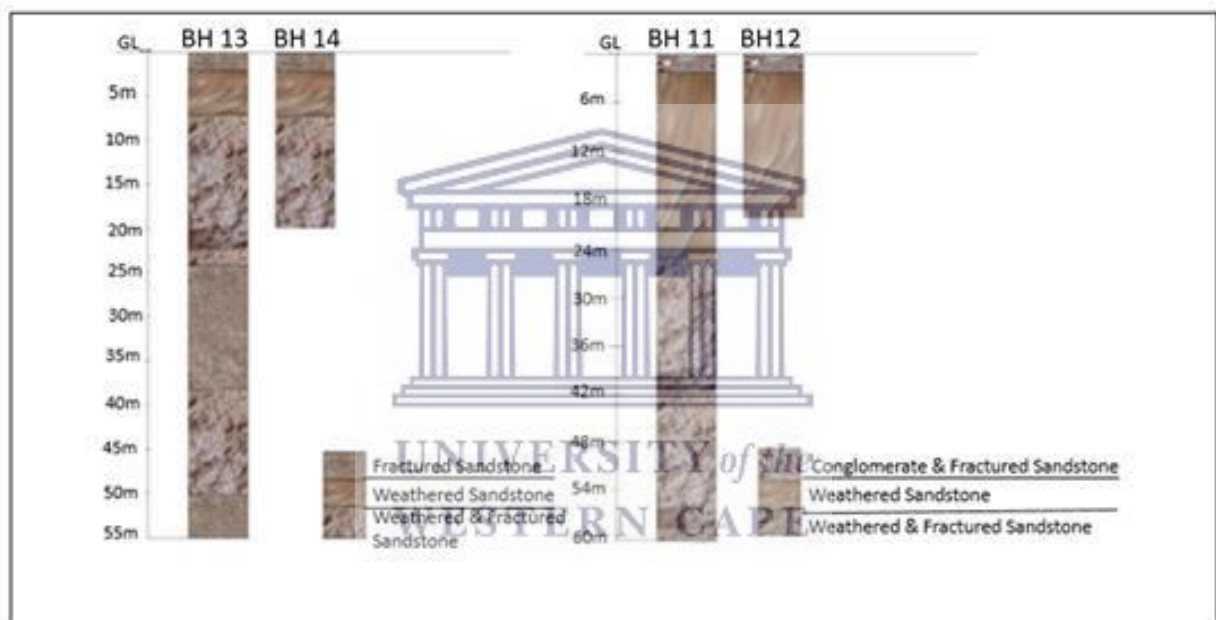 GL BH 13 BH 14
5m
10m
15m
20m
25m
30m
35m
40m
45m
50m
55m
Fractured Sandstone
Weathered Sandstone
Weathered & Fractured
Sandstone
GL BH 11 BH12
6m
12m
18m
24m
30m
36m
42m
48m
54m
60m
Conglomerate & Fractured Sandstone
Weathered Sandstone
Weathered & Fractured Sandstone
UNIVERSITY of the
WESTERN CAPE